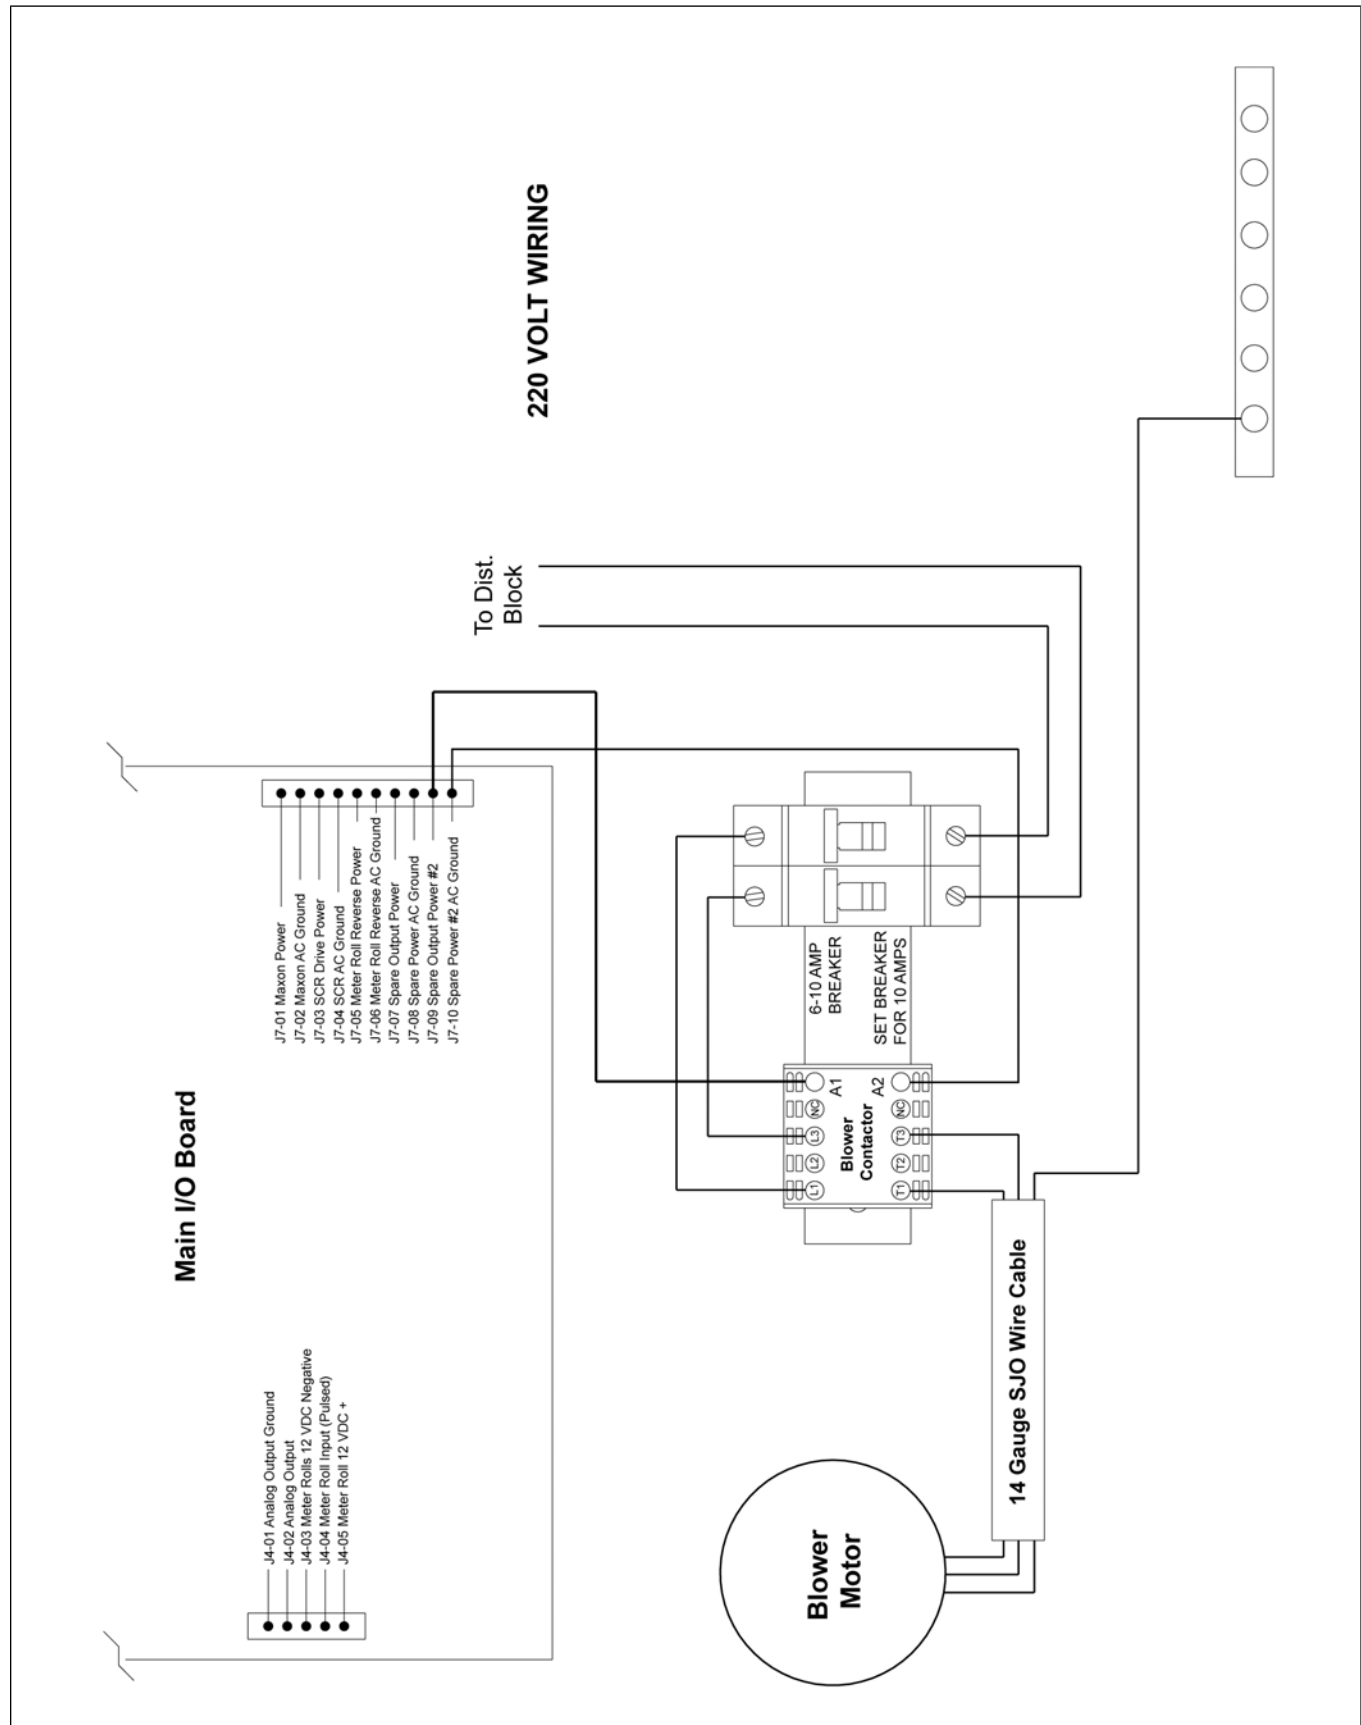 Main I/O Board
J4-01 Analog Output Ground
J4-02 Analog Output
J4-03 Meter Rolls 12 VDC Negative
J4-04 Meter Roll Input (Pulsed)
J4-05 Meter Roll 12 VDC +
J7-01 Maxon Power
J7-02 Maxon AC Ground
J7-03 SCR Drive Power
J7-04 SCR AC Ground
J7-05 Meter Roll Reverse Power
J7-06 Meter Roll Reverse AC Ground
J7-07 Spare Output Power
J7-08 Spare Power AC Ground
J7-09 Spare Output Power #2
J7-10 Spare Power #2 AC Ground
220 VOLT WIRING
To Dist.
Block
6-10 AMP
BREAKER
SET BREAKER
FOR 10 AMPS
L1
L2
L3
NC
A1
Blower
Contactor
T1
T2
T3
NC
A2
Blower
Motor
14 Gauge SJO Wire Cable